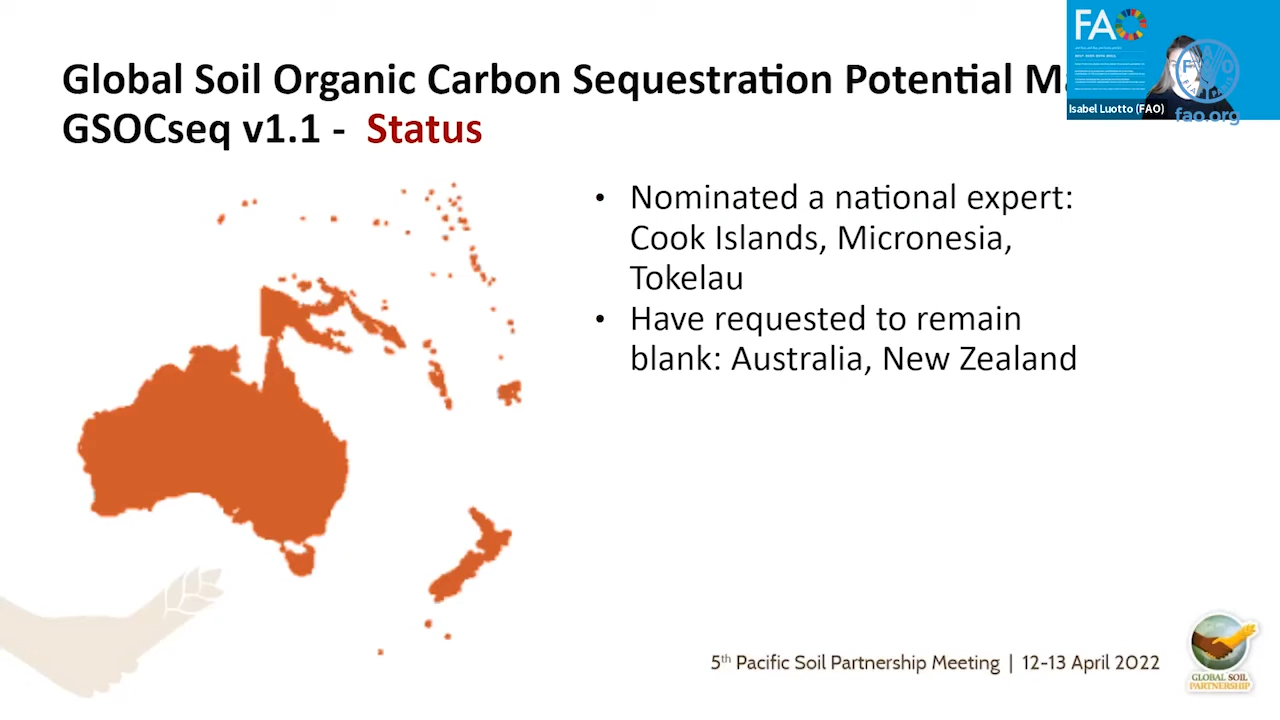 Global Soil Organic Carbon Sequestration Potential Ma
GSOCseq v1.1 - Status
FAO
Isabel Luotto (FAO)
fao.org
• Nominated a national expert:
Cook Islands, Micronesia,
Tokelau
• Have requested to remain
blank: Australia, New Zealand
5th Pacific Soil Partnership Meeting | 12-13 April 2022
GLOBAL SOIL
PARTNERSHIP